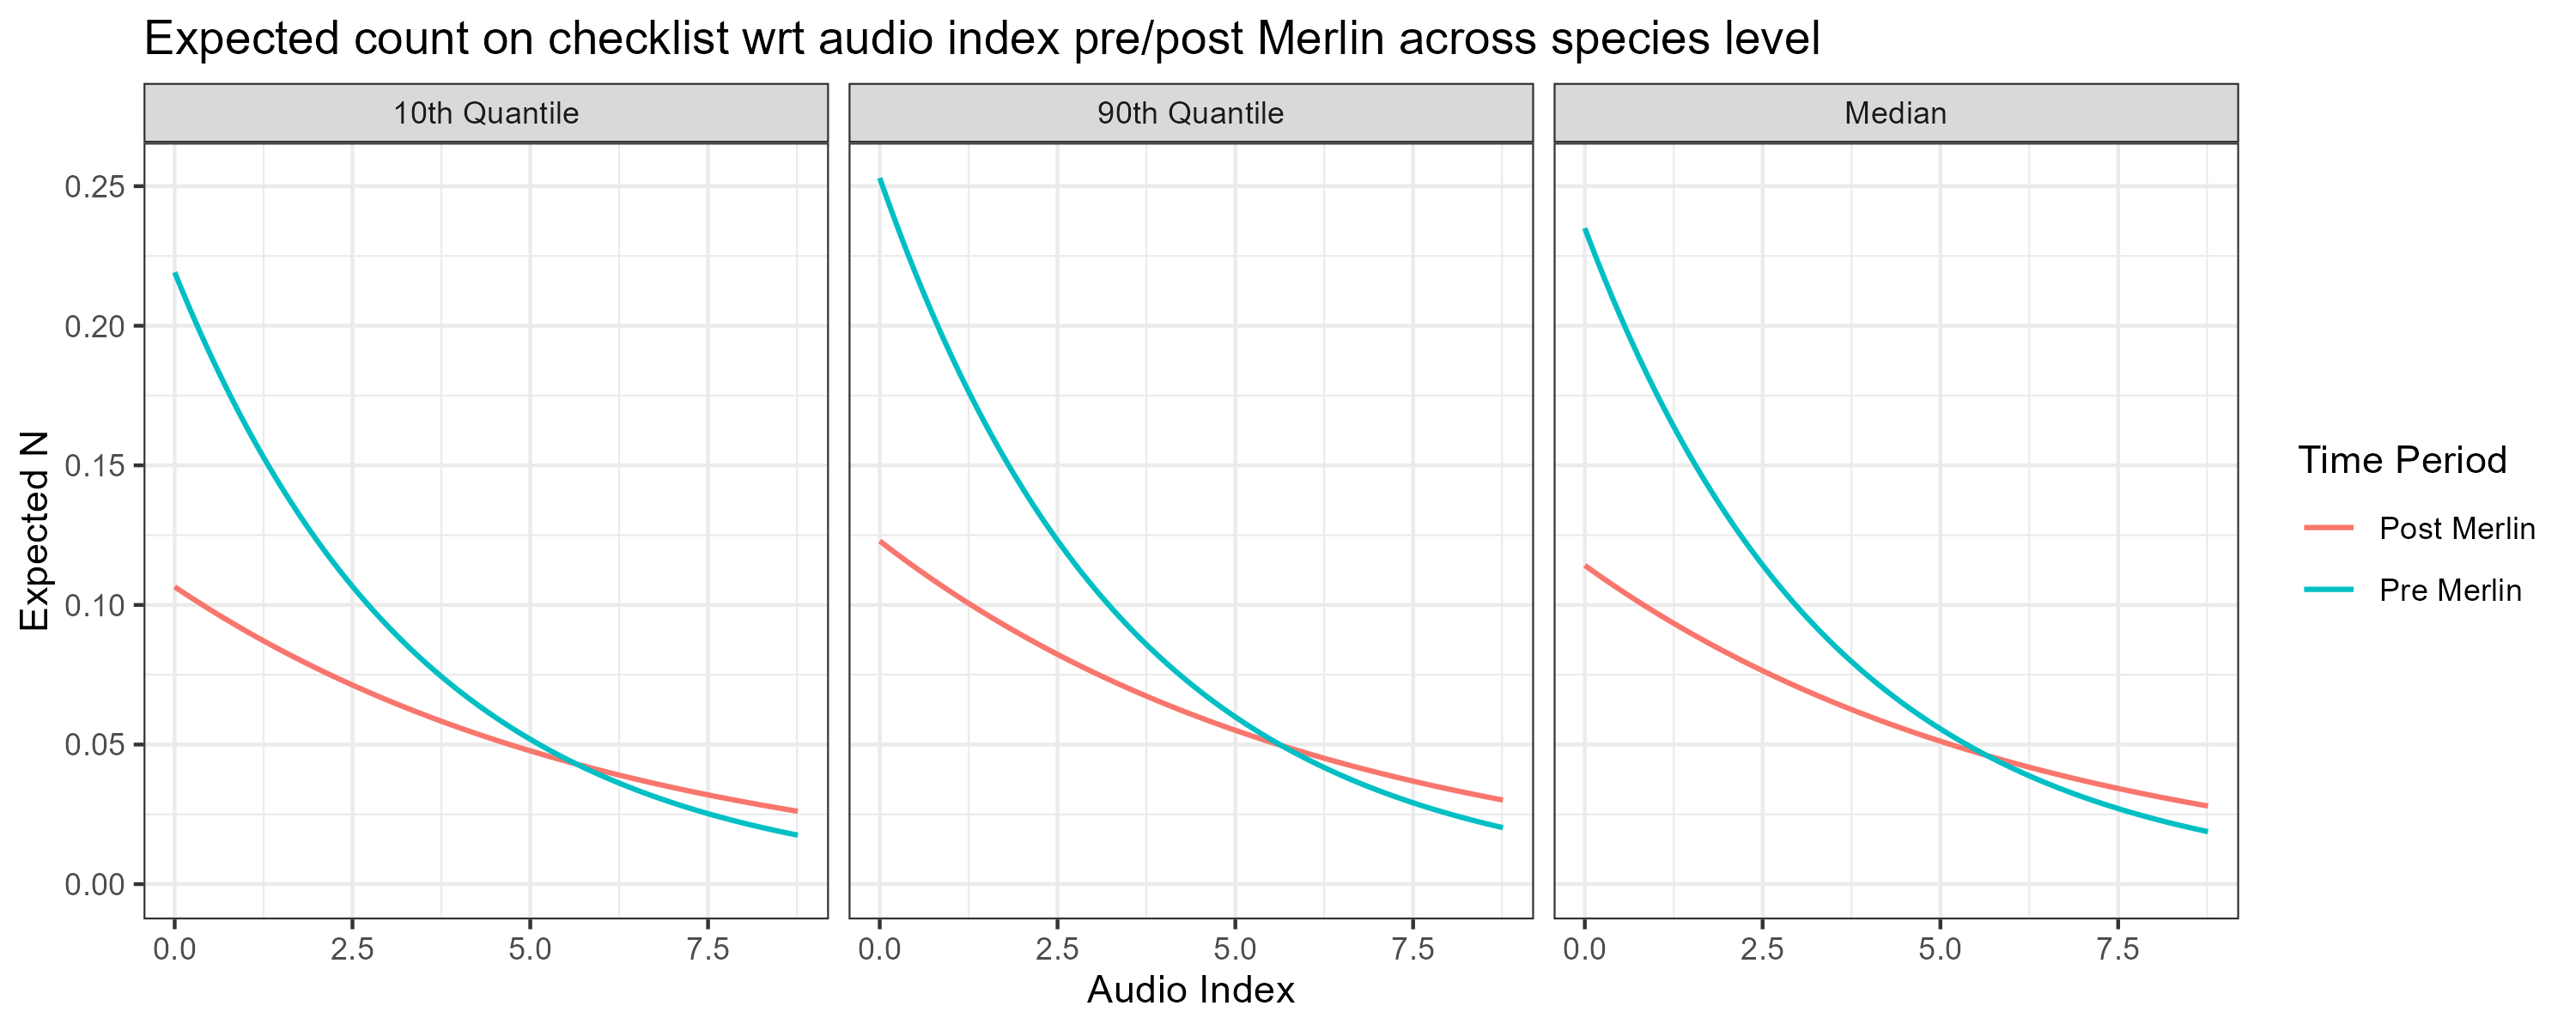 Expected count on checklist wrt audio index pre/post Merlin across species level
10th Quantile
90th Quantile
Median
Expected N
0.25
0.20
0.15
0.10
0.05
0.00
0.0 2.5 5.0 7.5
0.0 2.5 5.0 7.5
0.0 2.5 5.0 7.5
Audio Index
Time Period
Post Merlin
Pre Merlin